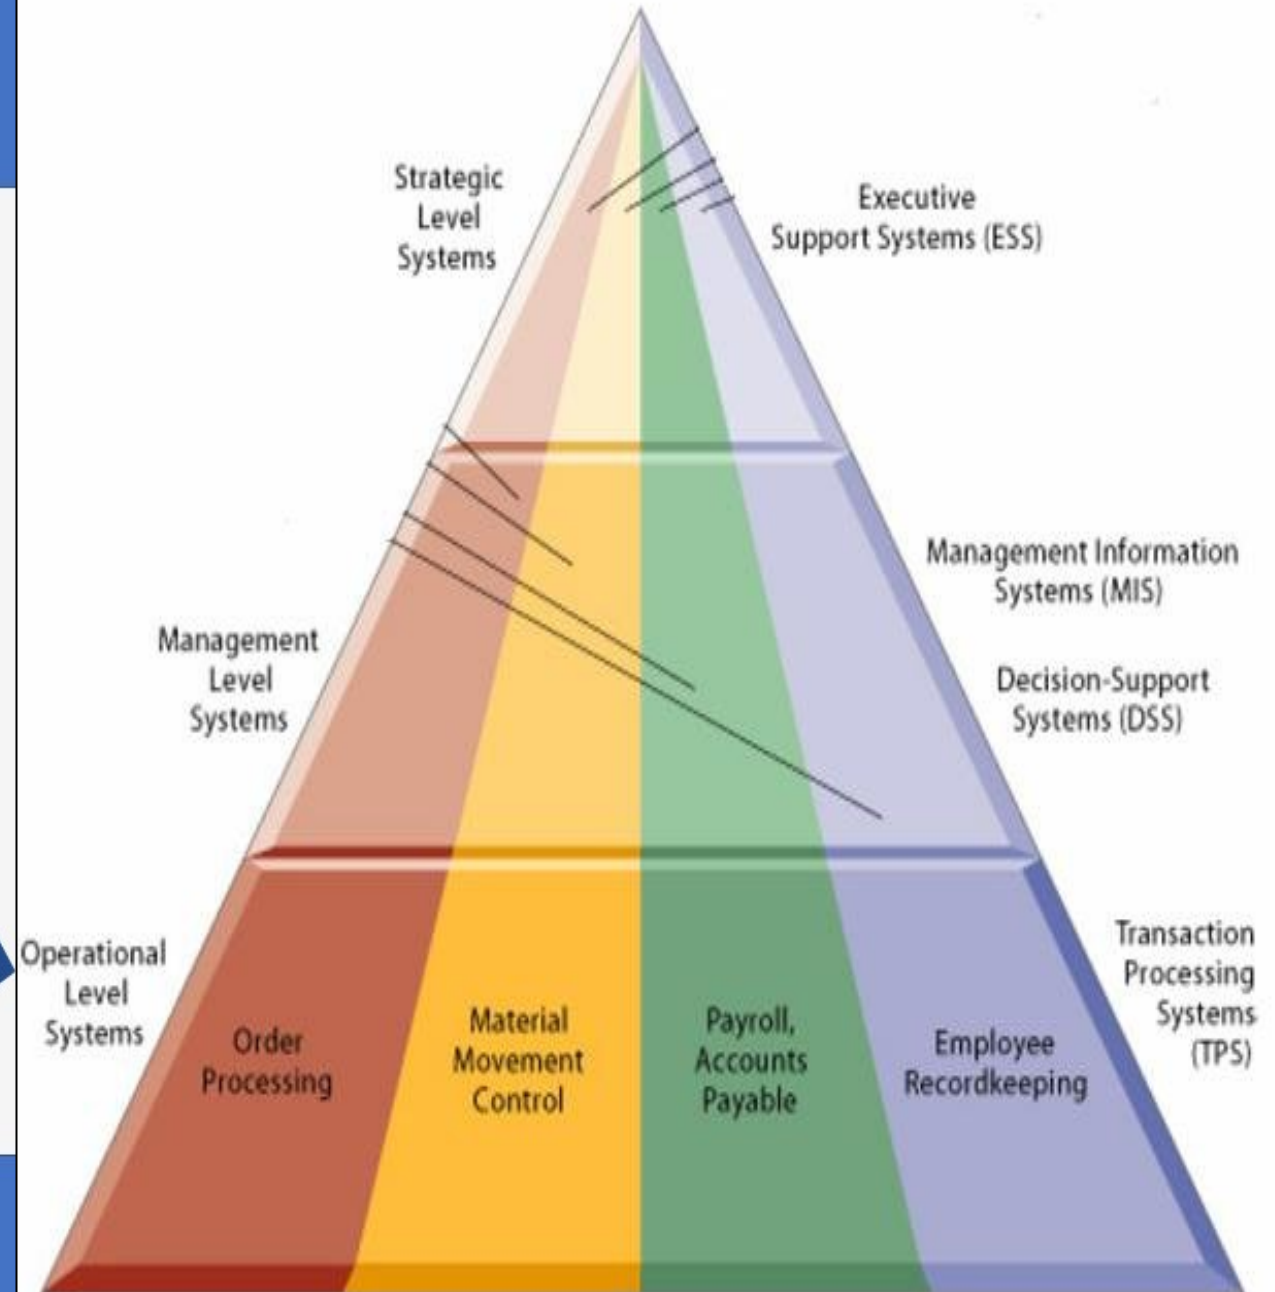 Strategic
Level
Systems
Executive
Support Systems (ESS)
Management Information
Systems (MIS)
Management
Level
Systems
Decision-Support
Systems (DSS)
Operational
Level
Systems
Transaction
Processing
Systems
(TPS)
Order
Processing
Material
Movement
Control
Payroll,
Accounts
Payable
Employee
Recordkeeping